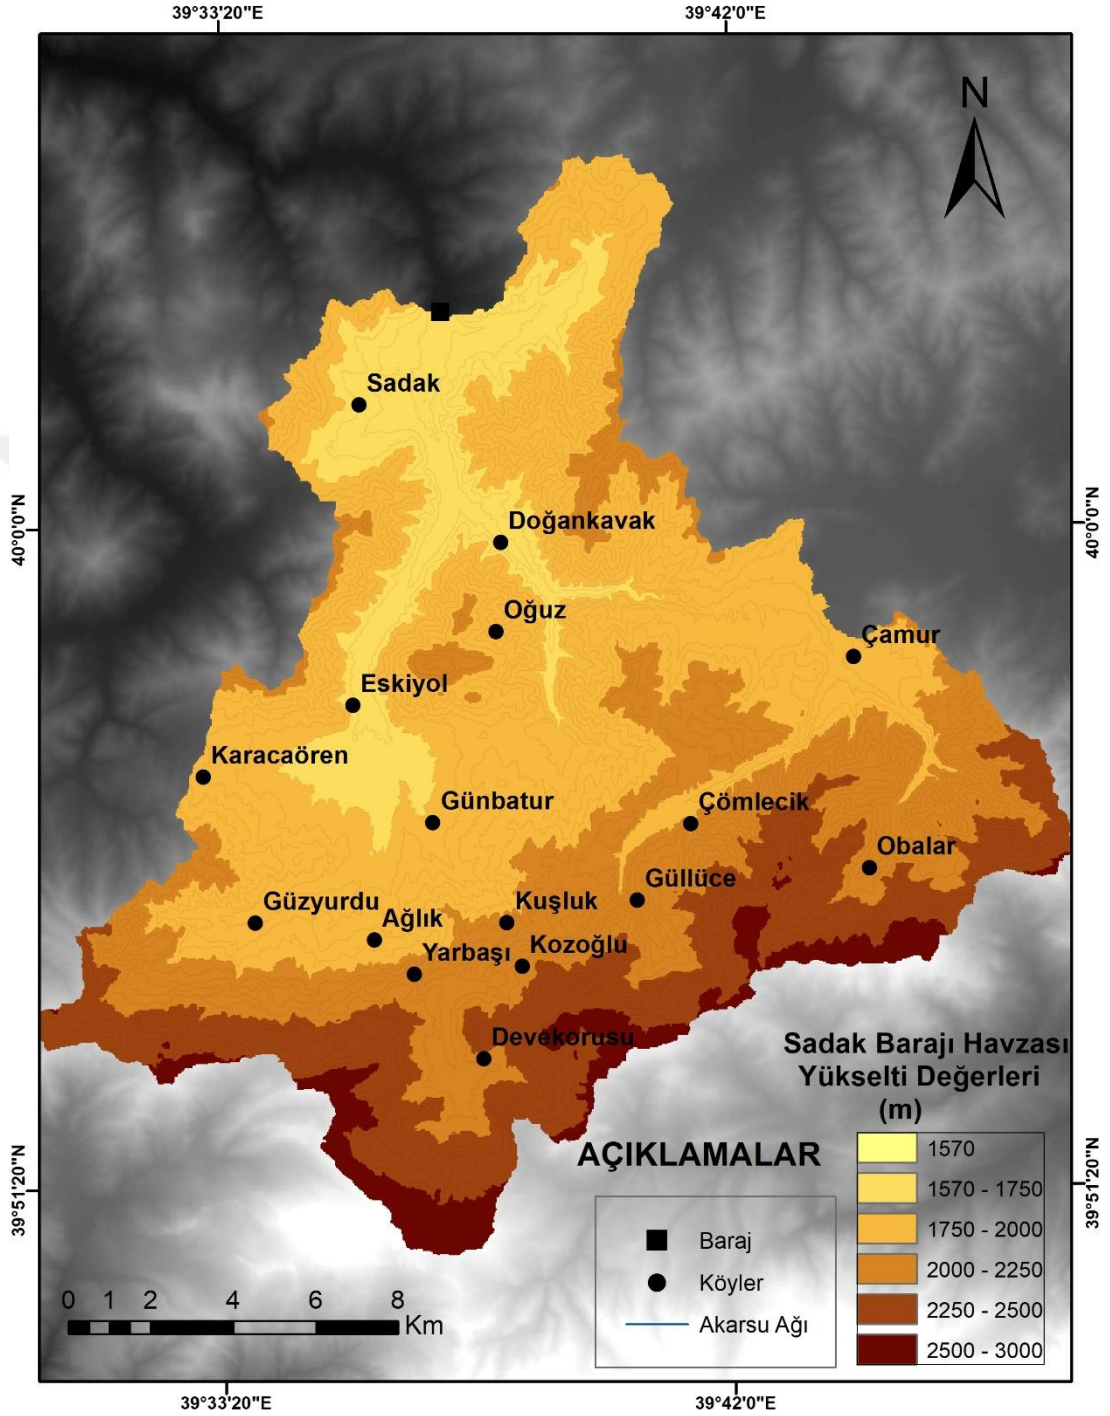 39°33'20"E
39°42'0"E
N
Sadak
40°0'0"N
40°0'0"N
Doğankavak
Oğuz
Çamur
Eskiyol
Karacaören
Günbatur
Çömlecik
Obalar
Güllüce
Güzyurdu
Kuşluk
Ağlık
Kozoğlu
Yarbaşı
Devekorusu
Sadak Barajı Havzası
Yükselti Değerleri
(m)
1570
1570 - 1750
1750 - 2000
2000 - 2250
2250 - 2500
2500 - 3000
AÇIKLAMALAR
Baraj
Köyler
Akarsu Ağı
39°51'20"N
39°51'20"N
0 1 2 4 6 8
Km
39°33'20"E
39°42'0"E